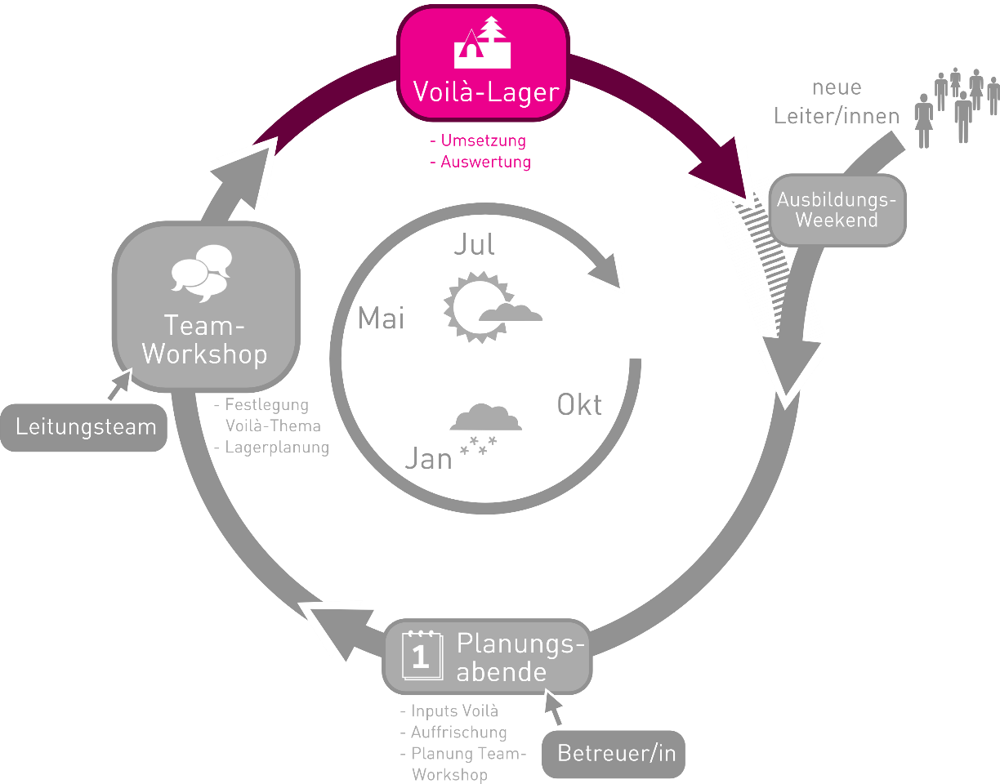 Voilà-Lager
- Umsetzung
- Auswertung
neue
Leiter/innen
Ausbildungs-
Weekend
Jul
Mai
Okt
Jan
Team-
Workshop
Leitungsteam
- Festlegung
Voilà-Thema
- Lagerplanung
1
Planungs-
abende
- Inputs Voilà
- Auffrischung
- Planung Team-
Workshop
Betreuer/in